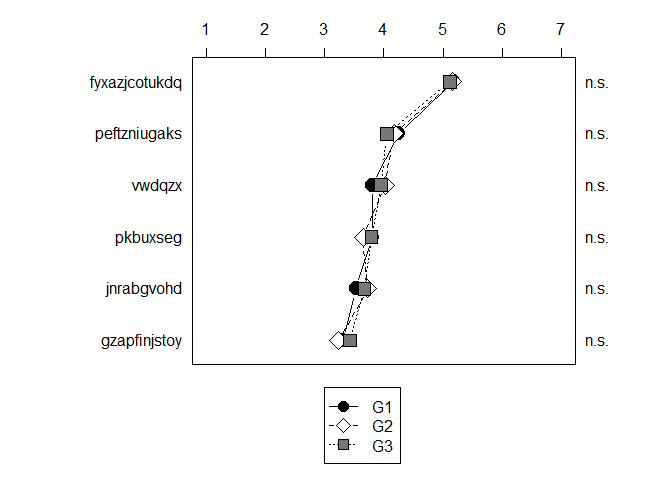 1 2 3 4 5 6 7
fyxazjcotukdq n.s.
peftzniugaks n.s.
vwdqzx n.s.
pkbuxseg n.s.
jnrabgvohd n.s.
gzapfinjstoy n.s.
G1
G2
G3